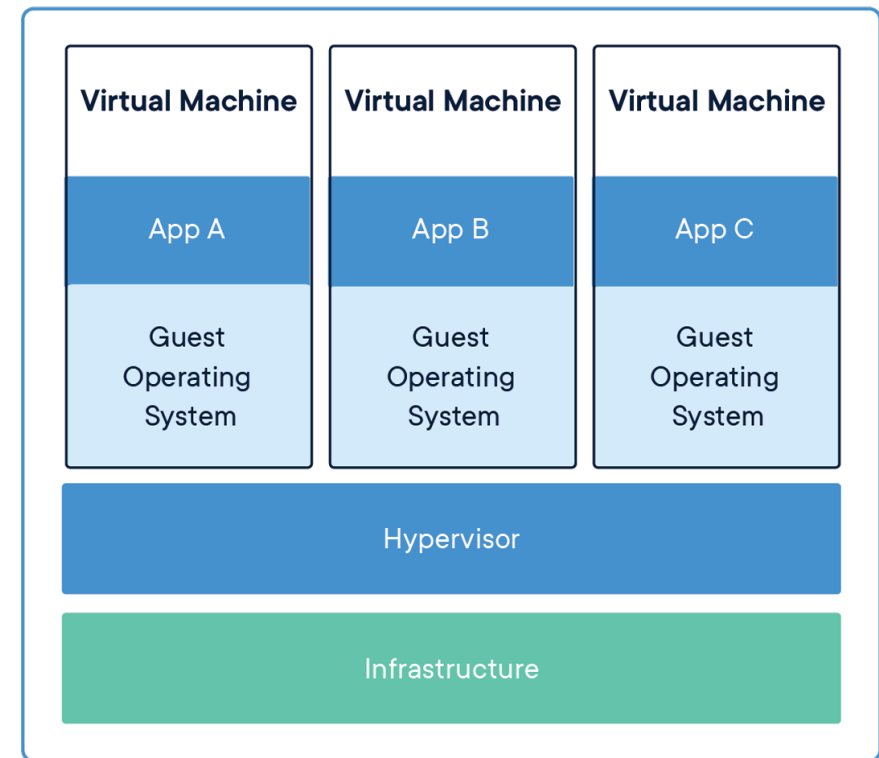 Virtual Machine
Virtual Machine
Virtual Machine
App A
App B
App C
Guest
Operating
System
Guest
Operating
System
Guest
Operating
System
Hypervisor
Infrastructure